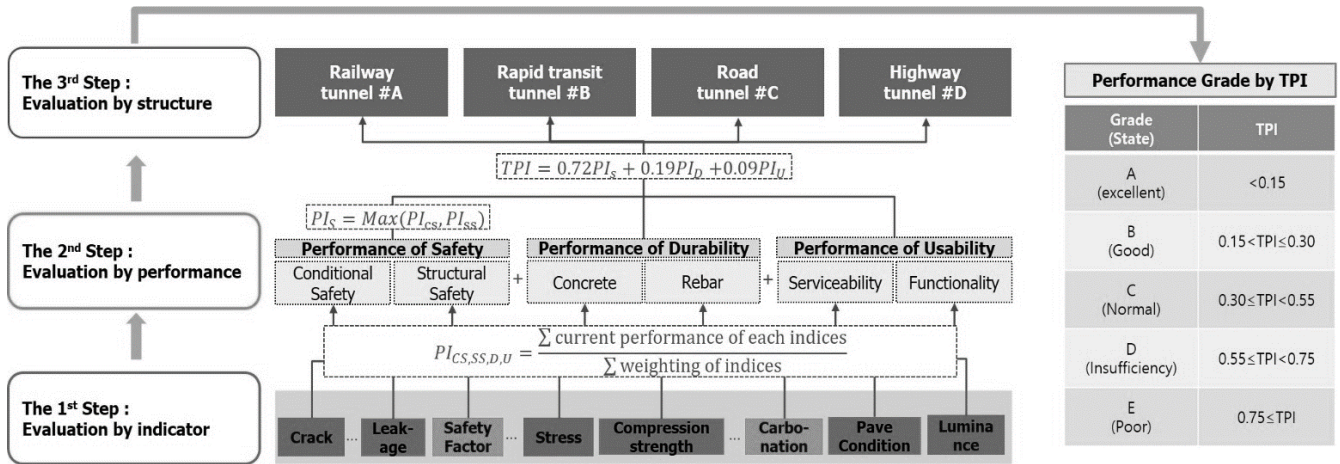 The 3rd Step :
Evaluation by structure
Railway
tunnel #A
Rapid transit
tunnel #B
Road
tunnel #C
Highway
tunnel #D
TPI = 0.72PI_s + 0.19PI_D +0.09PI_U
PI_S = Max(PI_CS, PI_SS)
The 2nd Step :
Evaluation by performance
Performance of Safety
Conditional
Safety
Structural
Safety
+
Performance of Durability
Concrete
Rebar
+
Performance of Usability
Serviceability
Functionality
PI_CS,SS,D,U = ∑ current performance of each indices
∑ weighting of indices
The 1st Step :
Evaluation by indicator
Crack
...
Leak-
age
Safety
Factor
...
Stress
...
Compression
strength
...
Carbo-
nation
Pave
Condition
Lumina
nce
Performance Grade by TPI
Grade
(State)
TPI
A
(excellent)
<0.15
B
(Good)
0.15<TPI≤0.30
C
(Normal)
0.30≤TPI<0.55
D
(Insufficiency)
0.55≤TPI<0.75
E
(Poor)
0.75≤TPI